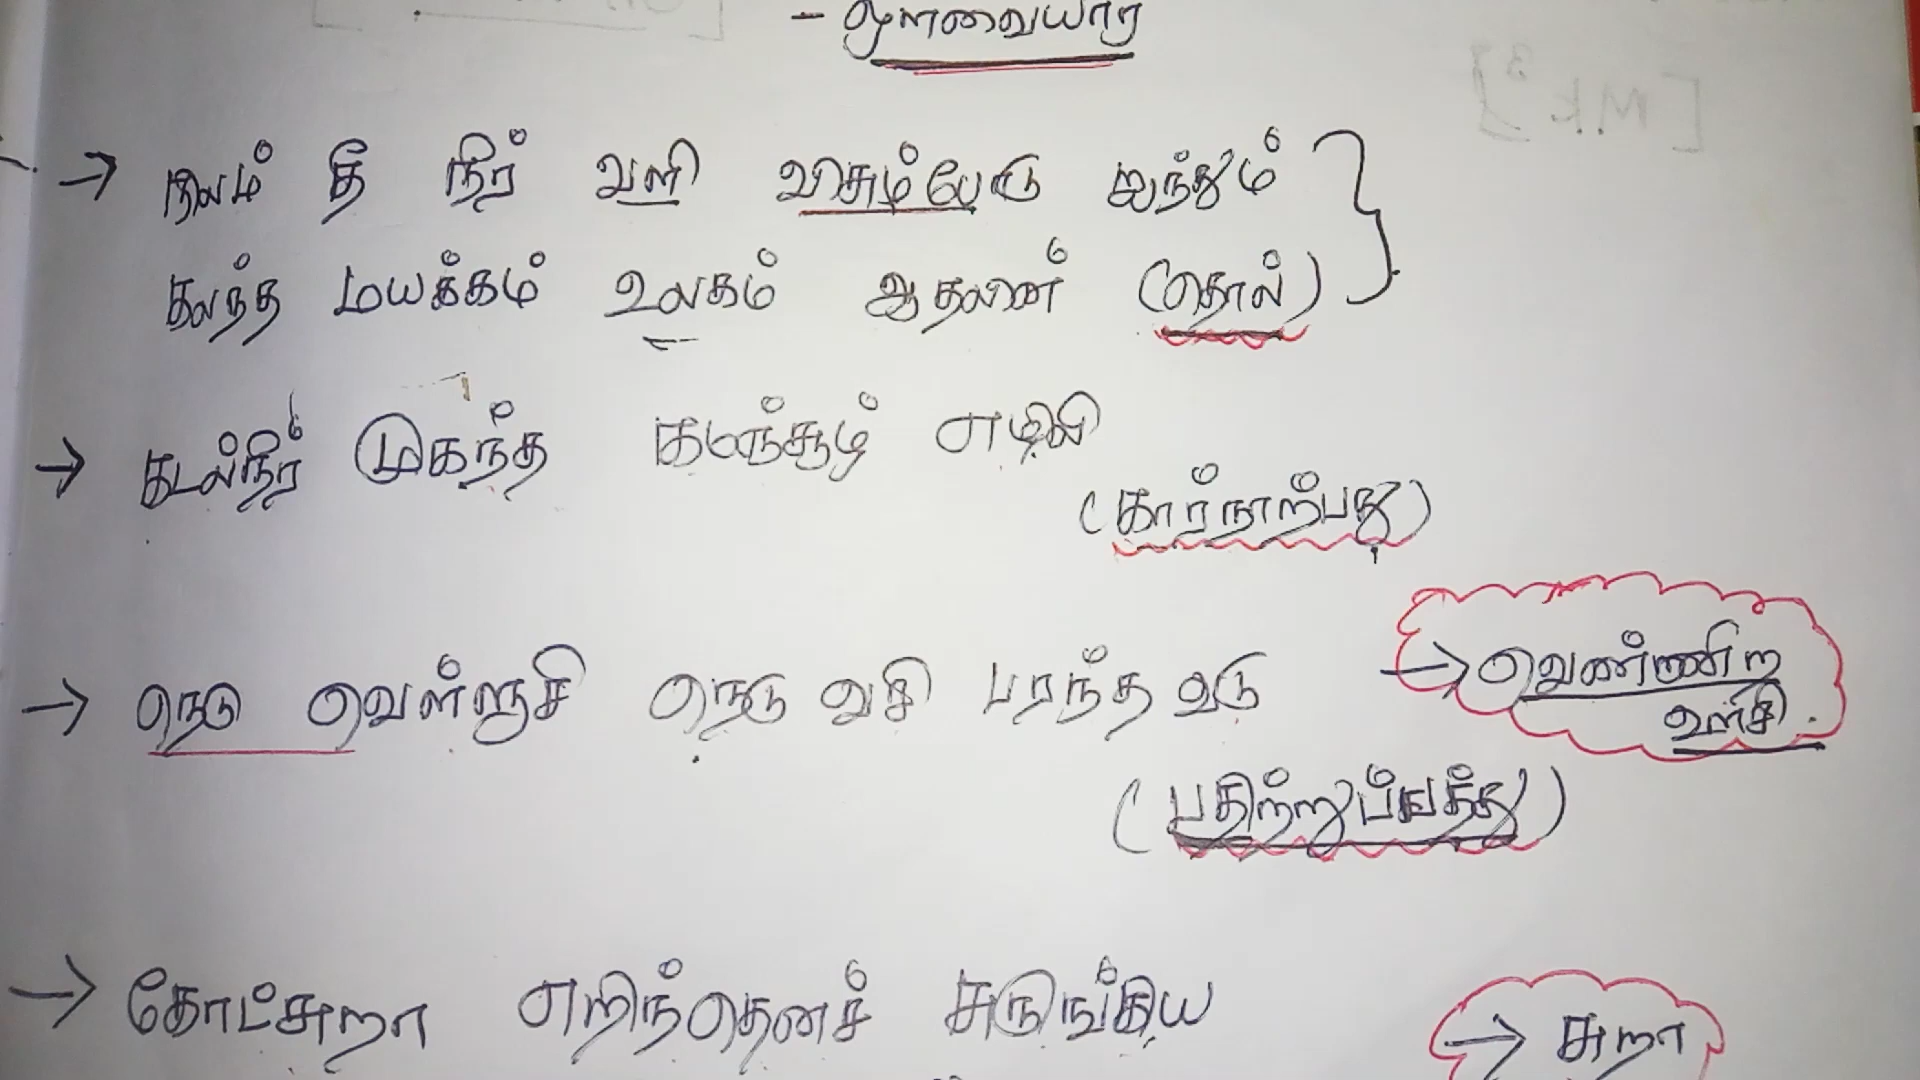 - ஔவையார்
→ நிலம் தீ நீர் வளி விசும்போடு ஐந்தும்
கலந்த மயக்கம் உலகம் ஆதலின் (தொல்)
→ கடல்நீர் முகந்த கமஞ்சூழ் எழிலி
(கார்நாற்பது)
→ நெடு வெள்ளூசி நெடு வசி பரந்த வடு
→ வெண்ணிற
ஊசி.
(பதிற்றுப்பத்து)
→ கோட்சுறா எறிந்தெனச் சுருங்கிய
→ சுறா
[M.K